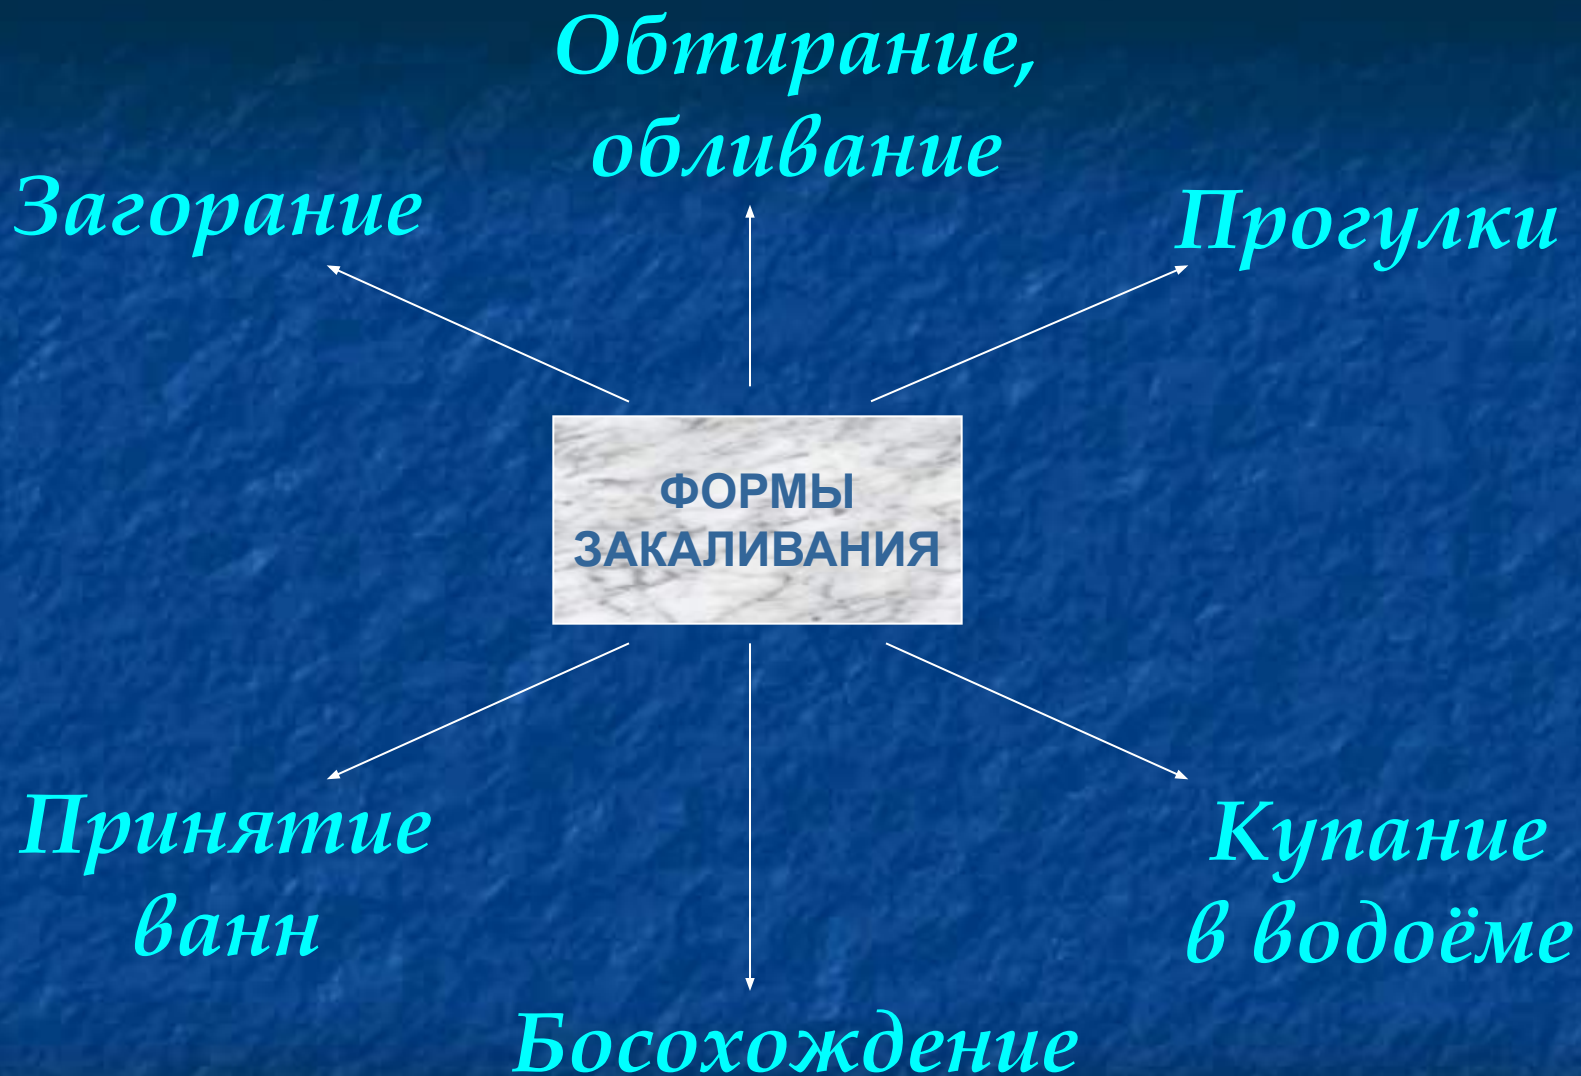 Обтирание,
обливание
Загорание
Прогулки
ФОРМЫ
ЗАКАЛИВАНИЯ
Принятие
ванн
Купание
в водоёме
Босохождение